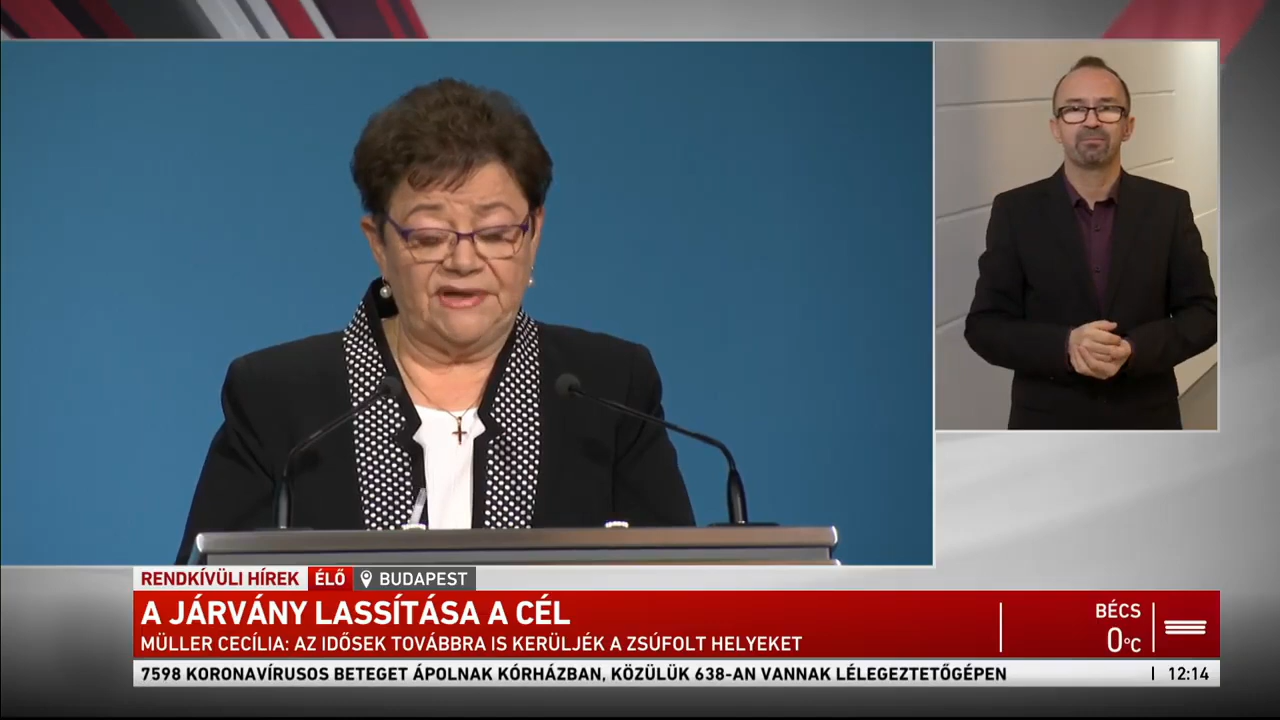 RENDKÍVÜLI HÍREK ÉLŐ BUDAPEST
A JÁRVÁNY LASSÍTÁSA A CÉL
MÜLLER CECÍLIA: AZ IDŐSEK TOVÁBBRA IS KERÜLJÉK A ZSÚFOLT HELYEKET
BÉCS
0°C
7598 KORONAVÍRUSOS BETEGET ÁPOLNAK KÓRHÁZBAN, KÖZÜLÜK 638-AN VANNAK LÉLEGEZTETŐGÉPEN
12:14